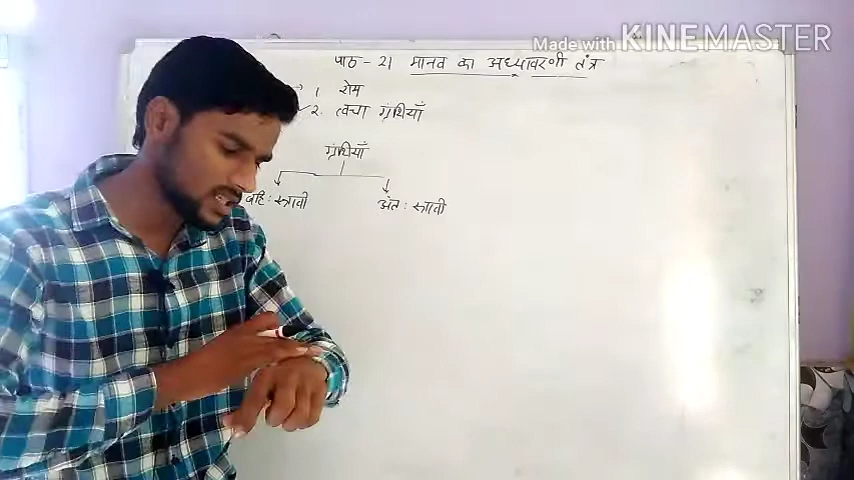 Made with KINEMASTER
पाठ - 21 मानव का अध्यावरणी तंत्र
1. रोम
2. त्वचा ग्रंथियाँ
ग्रंथियाँ
बहि: स्त्रावी अंत: स्त्रावी